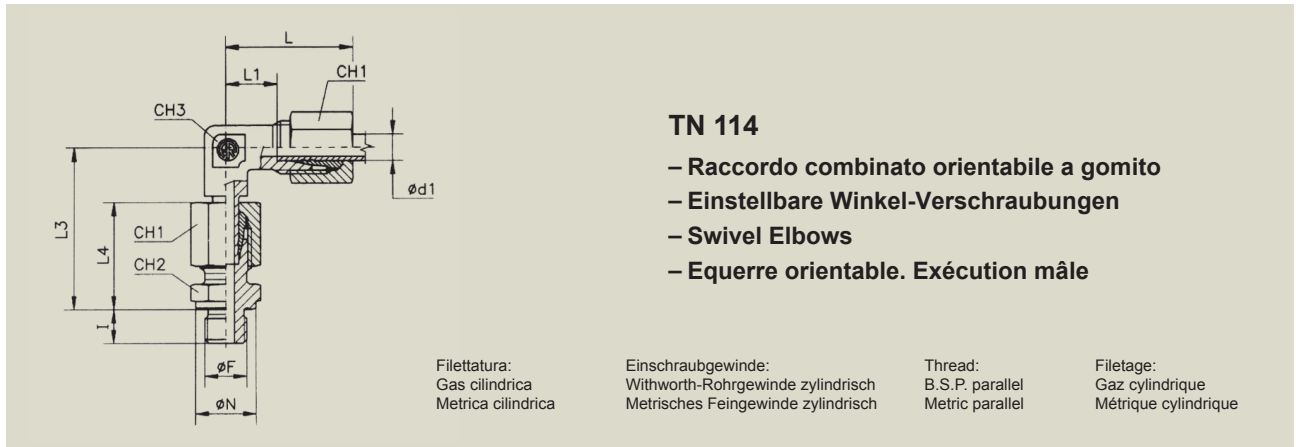 L
L1
CH1
CH3
ød1
L3
L4
CH1
CH2
I
øF
øN
TN 114
– Raccordo combinato orientabile a gomito
– Einstellbare Winkel-Verschraubungen
– Swivel Elbows
– Equerre orientable. Exécution mâle
Filettatura:
Gas cilindrica
Metrica cilindrica
Einschraubgewinde:
Withworth-Rohrgewinde zylindrisch
Metrisches Feingewinde zylindrisch
Thread:
B.S.P. parallel
Metric parallel
Filetage:
Gaz cylindrique
Métrique cylindrique